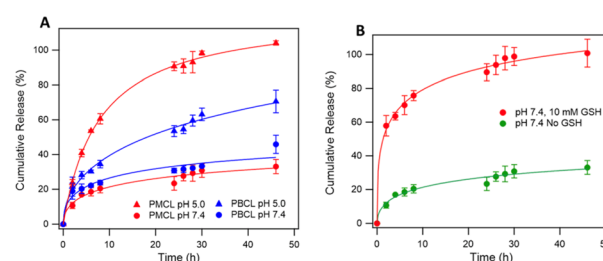 A
Cumulative Release (%)
100
80
60
40
20
0
PMCL pH 5.0
PBCL pH 5.0
PMCL pH 7.4
PBCL pH 7.4
0
10
20
30
40
50
Time (h)
B
Cumulative Release (%)
100
80
60
40
20
0
pH 7.4, 10 mM GSH
pH 7.4 No GSH
0
10
20
30
40
Time (h)